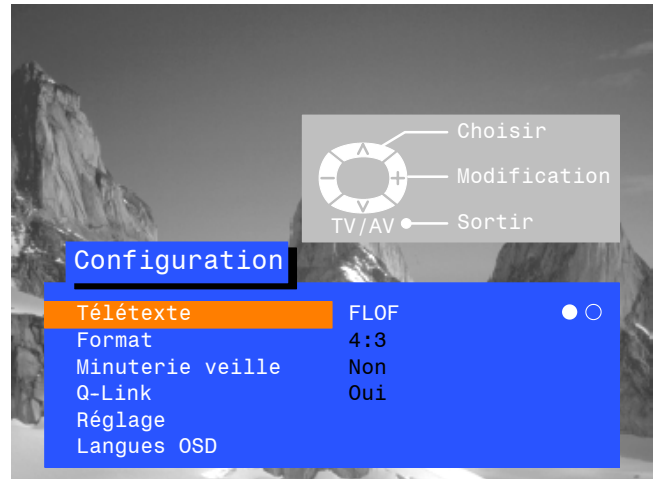 Choisir
Modification
TV/AV Sortir
Configuration
Télétexte FLOF
Format 4:3
Minuterie veille Non
Q-Link Oui
Réglage
Langues OSD